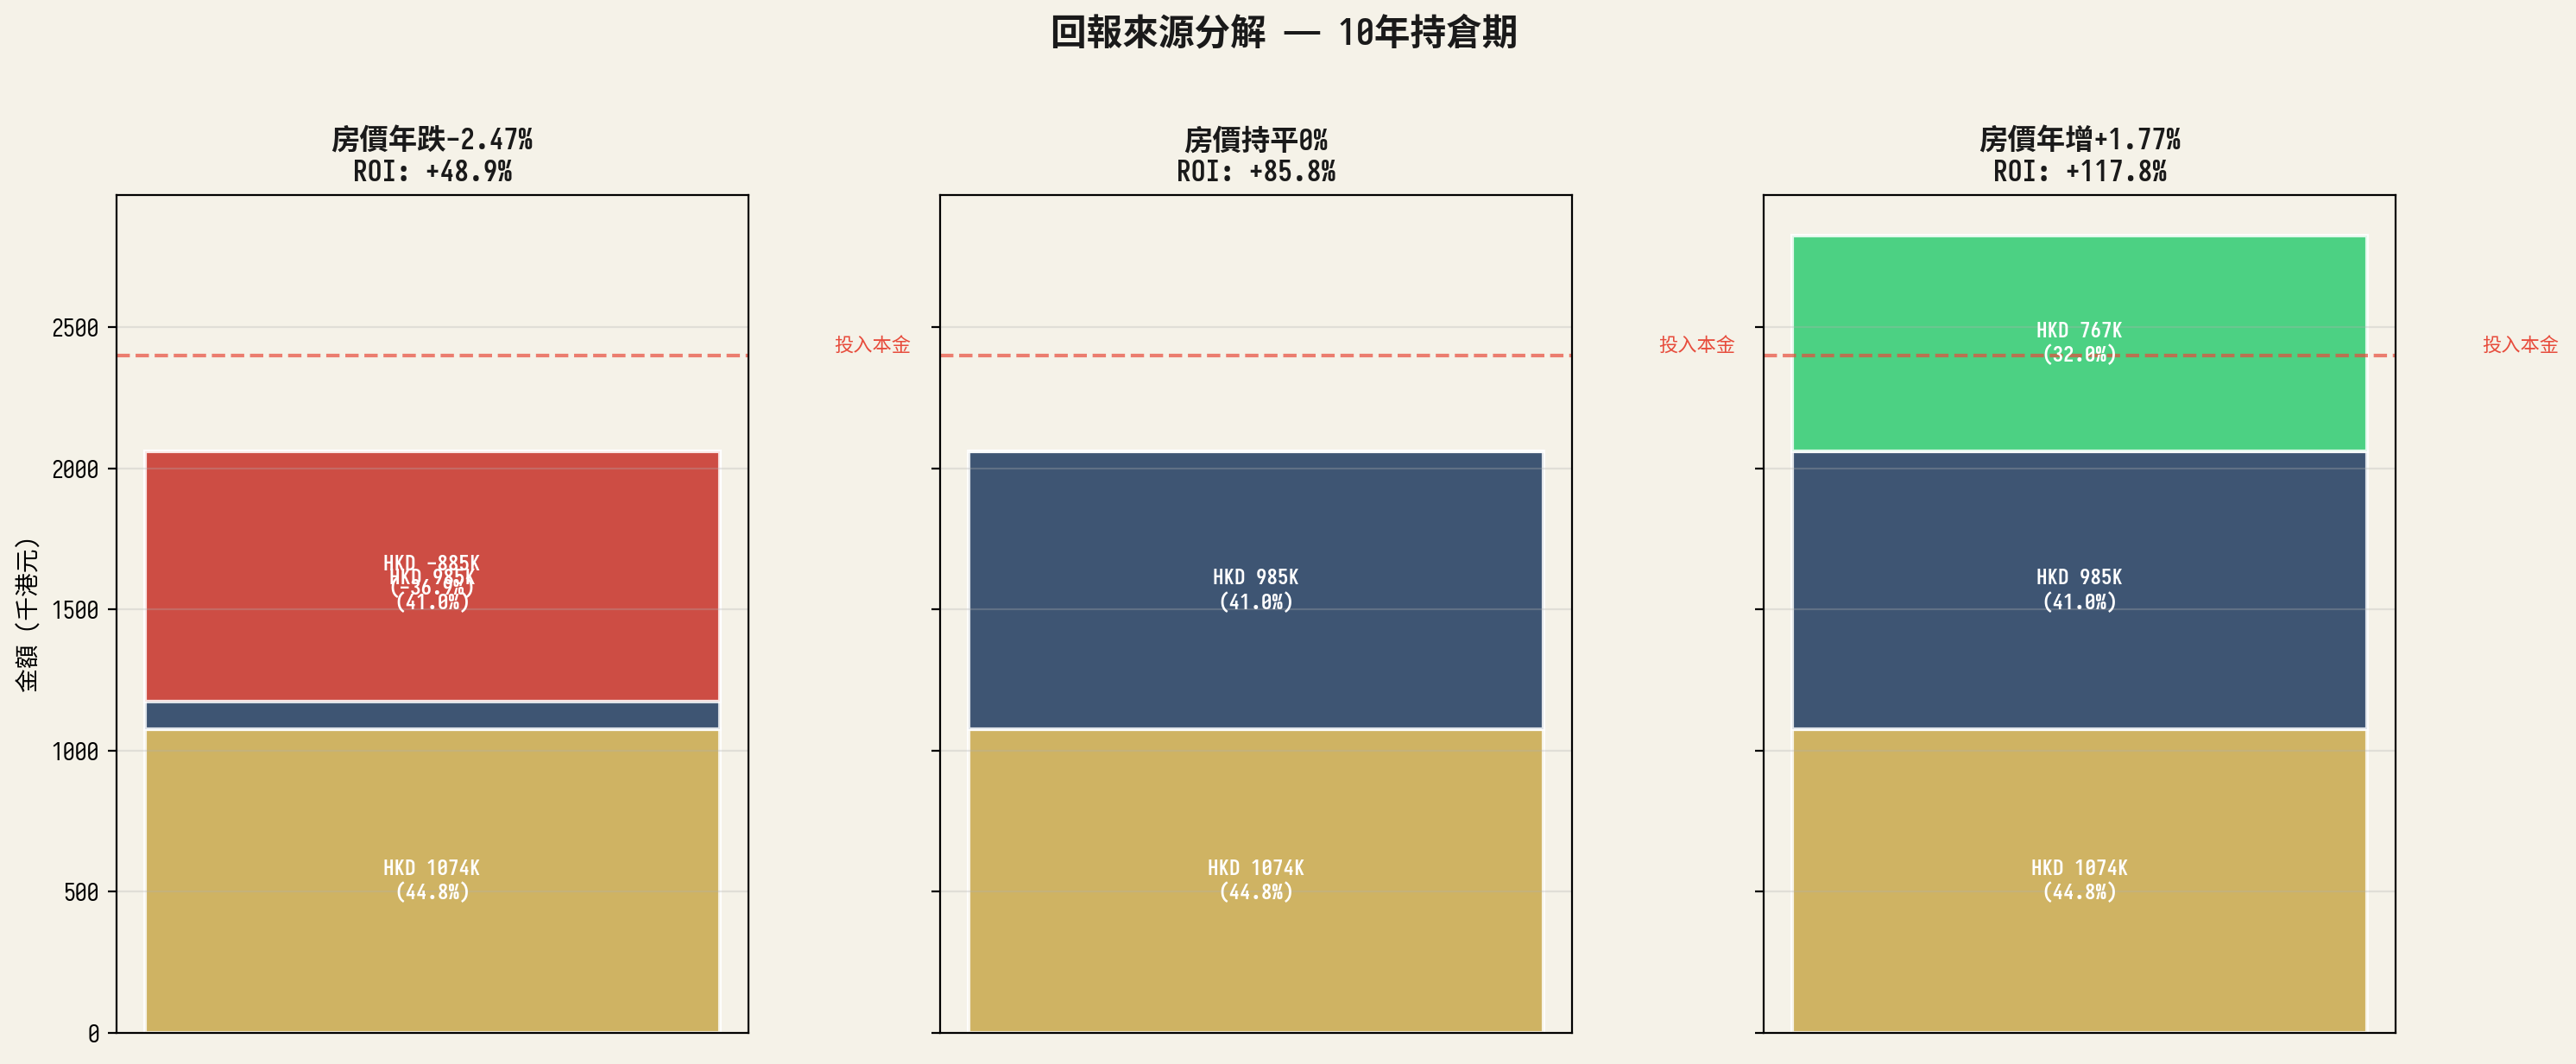 回報來源分解 — 10年持倉期
房價年跌-2.47%
ROI: +48.9%
金額（千港元）
2500
2000
1500
1000
500
0
HKD -885K
(-36.9%)
HKD 985K
(41.0%)
HKD 1074K
(44.8%)
投入本金
房價持平0%
ROI: +85.8%
HKD 985K
(41.0%)
HKD 1074K
(44.8%)
投入本金
房價年增+1.77%
ROI: +117.8%
HKD 767K
(32.0%)
HKD 985K
(41.0%)
HKD 1074K
(44.8%)
投入本金